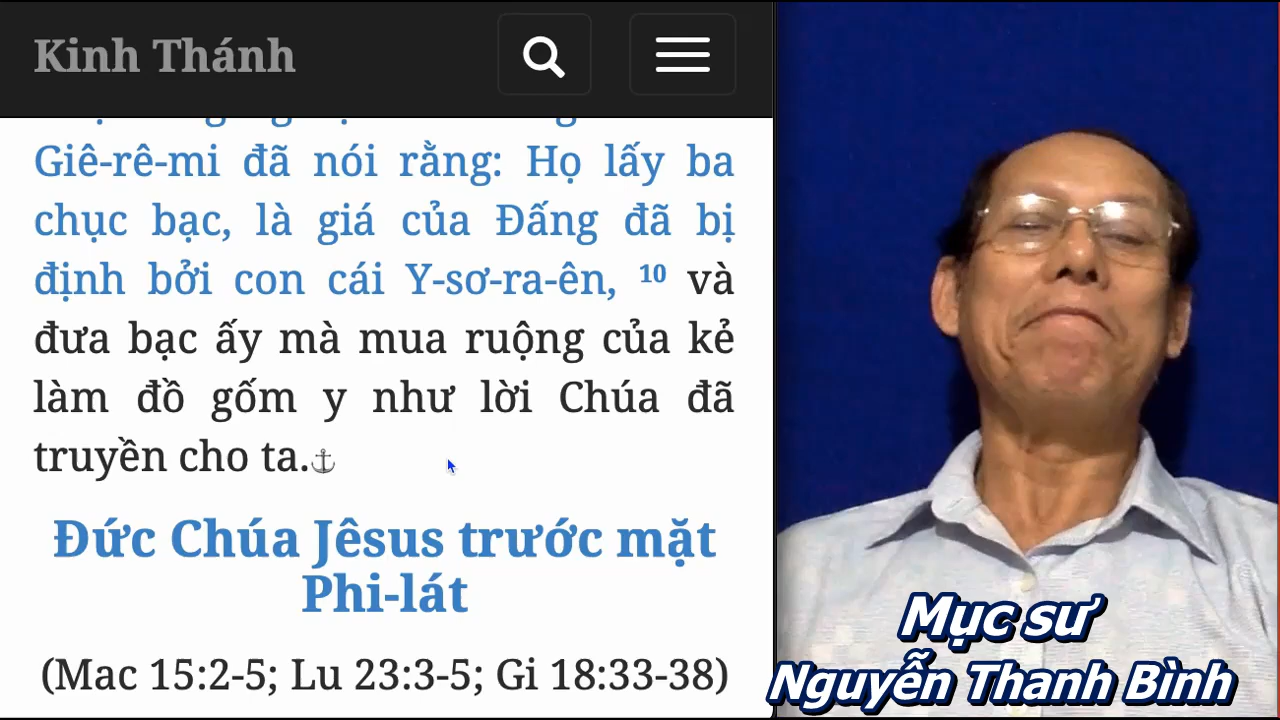 Kinh Thánh
Giê-rê-mi đã nói rằng: Họ lấy ba
chục bạc, là giá của Đấng đã bị
định bởi con cái Y-sơ-ra-ên, ¹⁰ và
đưa bạc ấy mà mua ruộng của kẻ
làm đồ gốm y như lời Chúa đã
truyền cho ta.⚓
Đức Chúa Jêsus trước mặt
Phi-lát
(Mac 15:2-5; Lu 23:3-5; Gi 18:33-38)
Mục sư
Nguyễn Thanh Bình